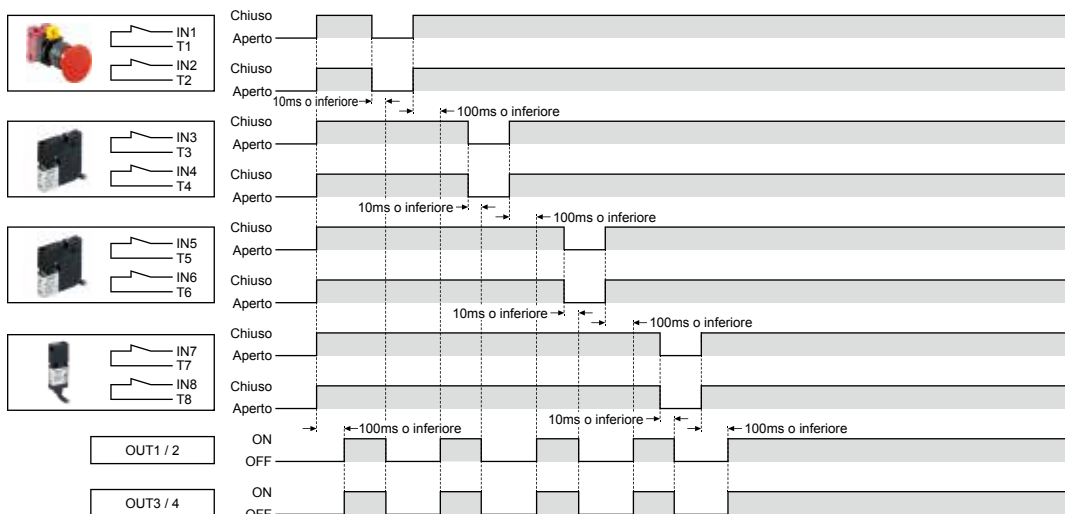 Chiuso
IN1
T1
Aperto
Chiuso
IN2
T2
Aperto
10ms o inferiore
100ms o inferiore
Chiuso
IN3
T3
Aperto
Chiuso
IN4
T4
Aperto
10ms o inferiore
100ms o inferiore
Chiuso
IN5
T5
Aperto
Chiuso
IN6
T6
Aperto
10ms o inferiore
100ms o inferiore
Chiuso
IN7
T7
Aperto
Chiuso
IN8
T8
Aperto
10ms o inferiore
100ms o inferiore
100ms o inferiore
ON
OUT1 / 2
OFF
ON
OUT3 / 4
OFF